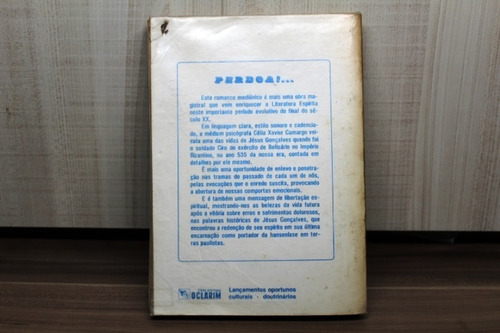 PERDOA!...
Este romance mediúnico é mais uma obra ma-
gistral que vem enriquecer a Literatura Espírita
neste importante período evolutivo do final do sé-
culo XX.
Em linguagem clara, estilo sonoro e cadencia-
do, a médium psicógrafa Célia Xavier Camargo vei-
cula uma das vidas de Jésus Gonçalves quando foi
o soldado Ciro do exército de Belisário no Império
Bizantino, no ano 535 da nossa era, contada em
detalhes por ele mesmo.
É mais uma oportunidade de enlevo e penetra-
ção nas tramas do passado de cada um de nós,
pelas evocações que o enredo suscita, provocando
a abertura de nossas comportas emocionais.
E é também uma mensagem de libertação es-
piritual, mostrando-nos as belezas da vida futura
após a vitória sobre erros e sofrimentos dolorosos,
nas palavras históricas de Jésus Gonçalves, que
encontrou a redenção de seu espírito em sua última
encarnação como portador da hanseníase em ter-
ras paulistas.
CASA EDITORA
O CLARIM
Lançamentos oportunos
culturais - doutrinários